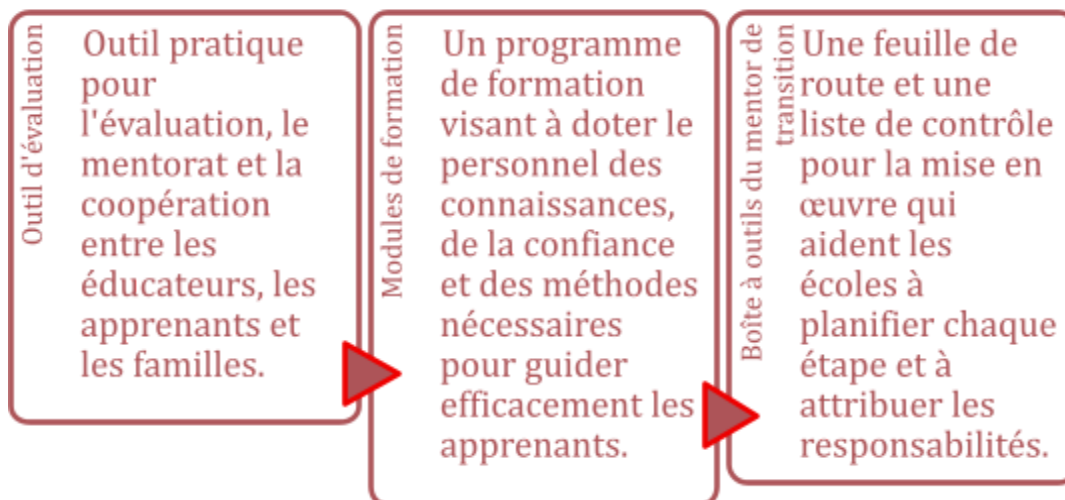 Outil d'évaluation
Outil pratique
pour
l'évaluation, le
mentorat et la
coopération
entre les
éducateurs, les
apprenants et
les familles.
Modules de formation
Un programme
de formation
visant à doter le
personnel des
connaissances,
de la confiance
et des méthodes
nécessaires
pour guider
efficacement les
apprenants.
Boîte à outils du mentor de
transition
Une feuille de
route et une
liste de contrôle
pour la mise en
œuvre qui
aident les
écoles à
planifier chaque
étape et à
attribuer les
responsabilités.